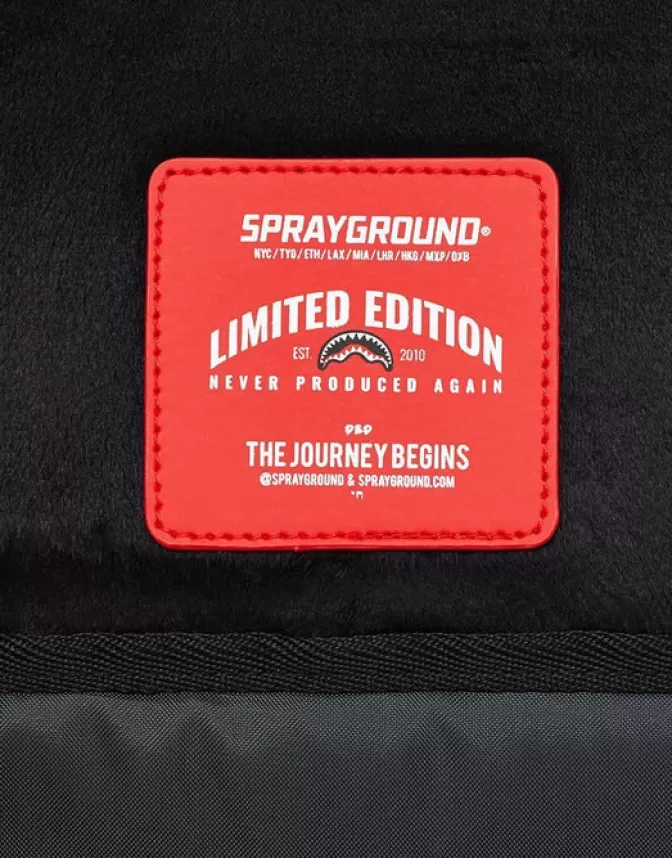 SPRAYGROUND®
NYC/TYO/ETH/LAX/MIA/LHR/HKG/MXP/DXB
LIMITED EDITION
EST. 2010
NEVER PRODUCED AGAIN
THE JOURNEY BEGINS
@SPRAYGROUND & SPRAYGROUND.COM